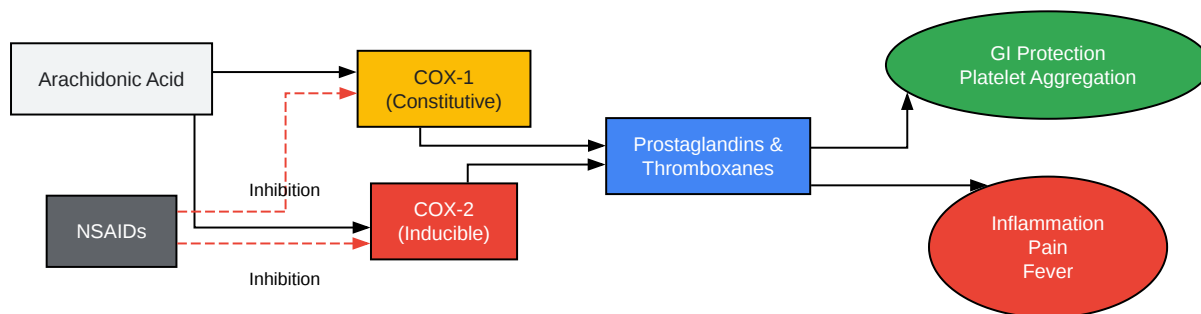 Arachidonic Acid
COX-1
(Constitutive)
GI Protection
Platelet Aggregation
Prostaglandins &
Thromboxanes
Inhibition
NSAIDs
COX-2
(Inducible)
Inhibition
Inflammation
Pain
Fever